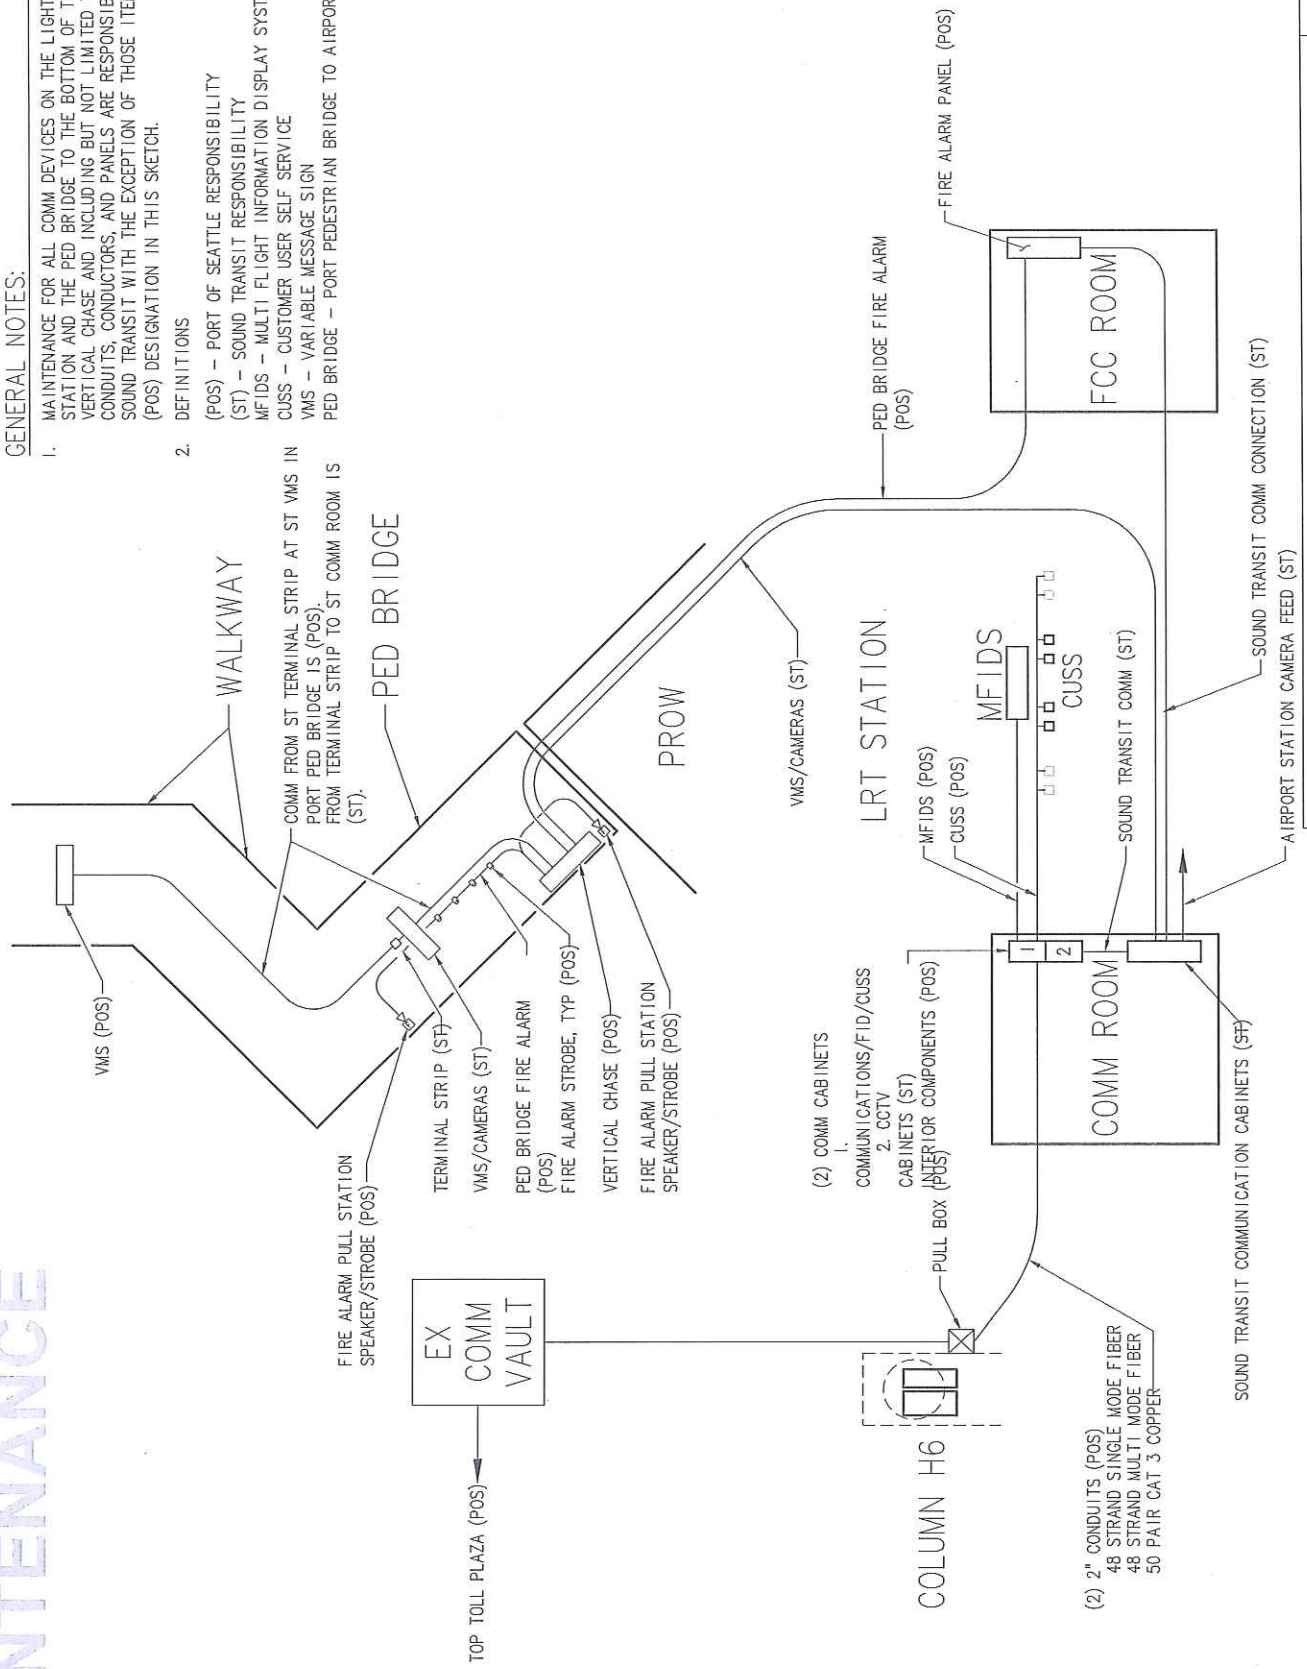 NTENANCE
GENERAL NOTES:
1. MAINTENANCE FOR ALL COMM DEVICES ON THE LIGHT
STATION AND THE PED BRIDGE TO THE BOTTOM OF
VERTICAL CHASE AND INCLUDING BUT NOT LIMITED
CONDUITS, CONDUCTORS, AND PANELS ARE
SOUND TRANSIT WITH THE EXCEPTION OF THOSE
(POS) DESIGNATION IN THIS SKETCH.
2. DEFINITIONS
(POS) - PORT OF SEATTLE RESPONSIBILITY
(ST) - SOUND TRANSIT RESPONSIBILITY
MFIDS - MULTI FLIGHT INFORMATION DISPLAY
CUSS - CUSTOMER USER SELF SERVICE
VMS - VARIABLE MESSAGE SIGN
PED BRIDGE - PORT PEDESTRIAN BRIDGE TO
VMS (POS)
WALKWAY
COMM FROM ST TERMINAL STRIP AT ST VMS IN
PORT PED BRIDGE IS (POS).
FROM TERMINAL STRIP TO ST COMM ROOM IS
(ST).
PED BRIDGE
FIRE ALARM PULL STATION
SPEAKER/STROBE (POS)
TERMINAL STRIP (ST)
VMS/CAMERAS (ST)
PED BRIDGE FIRE ALARM
(POS)
FIRE ALARM STROBE, TYP (POS)
VERTICAL CHASE (POS)
FIRE ALARM PULL STATION
SPEAKER/STROBE (POS)
PROW
VMS/CAMERAS (ST)
PED BRIDGE FIRE ALARM
(POS)
FIRE ALARM PANEL (POS)
FCC ROOM
LRT STATION.
EX
COMM
VAULT
TOP TOLL PLAZA (POS)
(2) COMM CABINETS
1.
COMMUNICATIONS/FID/CUSS
2. CCTV
CABINETS (ST)
INTERIOR COMPONENTS (POS)
PULL BOX (POS)
MFIDS (POS)
CUSS (POS)
MFIDS
CUSS
COLUMN H6
1
2
COMM ROOM
SOUND TRANSIT COMM (ST)
(2) 2" CONDUITS (POS)
48 STRAND SINGLE MODE FIBER
48 STRAND MULTI MODE FIBER
50 PAIR CAT 3 COPPER
SOUND TRANSIT COMMUNICATION CABINETS (ST)
SOUND TRANSIT COMM CONNECTION (ST)
AIRPORT STATION CAMERA FEED (ST)